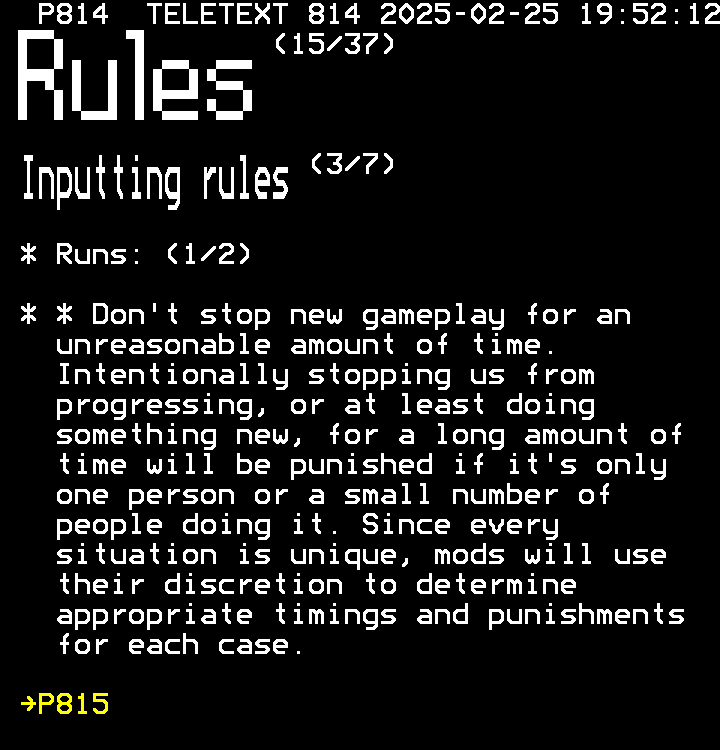 P814 TELETEXT 814 2025-02-25 19:52:12
Rules (15/37)
Inputting rules (3/7)
* Runs: (1/2)
* * Don't stop new gameplay for an
unreasonable amount of time.
Intentionally stopping us from
progressing, or at least doing
something new, for a long amount of
time will be punished if it's only
one person or a small number of
people doing it. Since every
situation is unique, mods will use
their discretion to determine
appropriate timings and punishments
for each case.
→P815